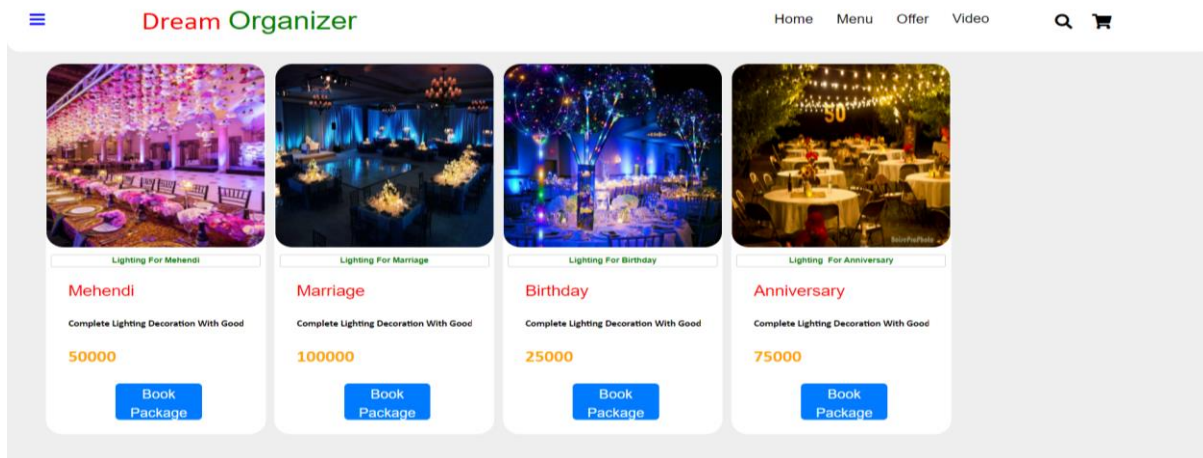 Dream Organizer
Home Menu Offer Video
50
BolimPiaPhoto
Lighting For Mehendi
Mehendi
Complete Lighting Decoration With Good
50000
Book
Package
Lighting For Marriage
Marriage
Complete Lighting Decoration With Good
100000
Book
Package
Lighting For Birthday
Birthday
Complete Lighting Decoration With Good
25000
Book
Package
Lighting For Anniversary
Anniversary
Complete Lighting Decoration With Good
75000
Book
Package